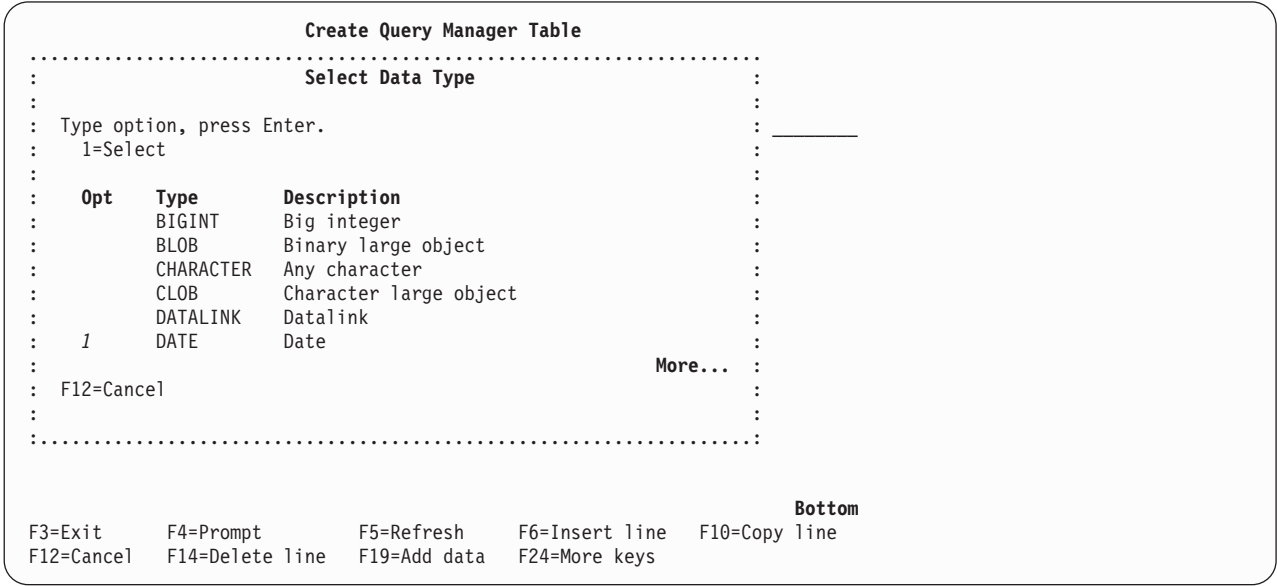 Create Query Manager Table
......................................................................
: Select Data Type :
: :
: Type option, press Enter. : ________
: 1=Select :
: :
: Opt Type Description :
: BIGINT Big integer :
: BLOB Binary large object :
: CHARACTER Any character :
: CLOB Character large object :
: DATALINK Datalink :
: 1 DATE Date :
: More... :
: F12=Cancel :
: :
:....................................................................:
Bottom
F3=Exit F4=Prompt F5=Refresh F6=Insert line F10=Copy line
F12=Cancel F14=Delete line F19=Add data F24=More keys